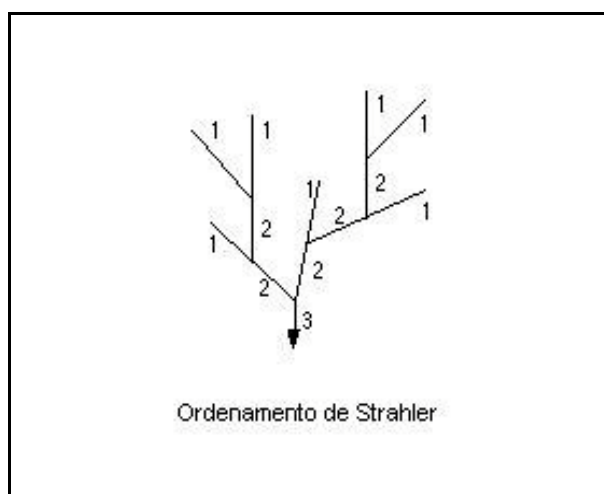 1 1 1 1
1 2 1 2 2 1
2 2
3
Ordenamento de Strahler